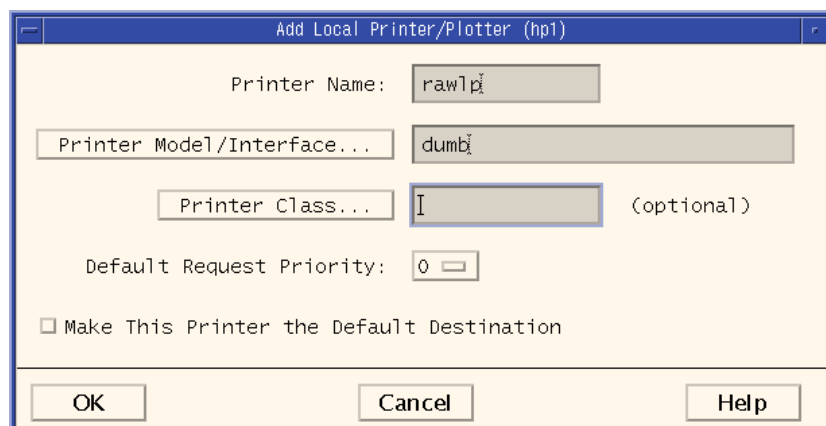 Add Local Printer/Plotter (hp1)
Printer Name: rawlp
Printer Model/Interface... dumb
Printer Class... (optional)
Default Request Priority: 0
Make This Printer the Default Destination
OK Cancel Help